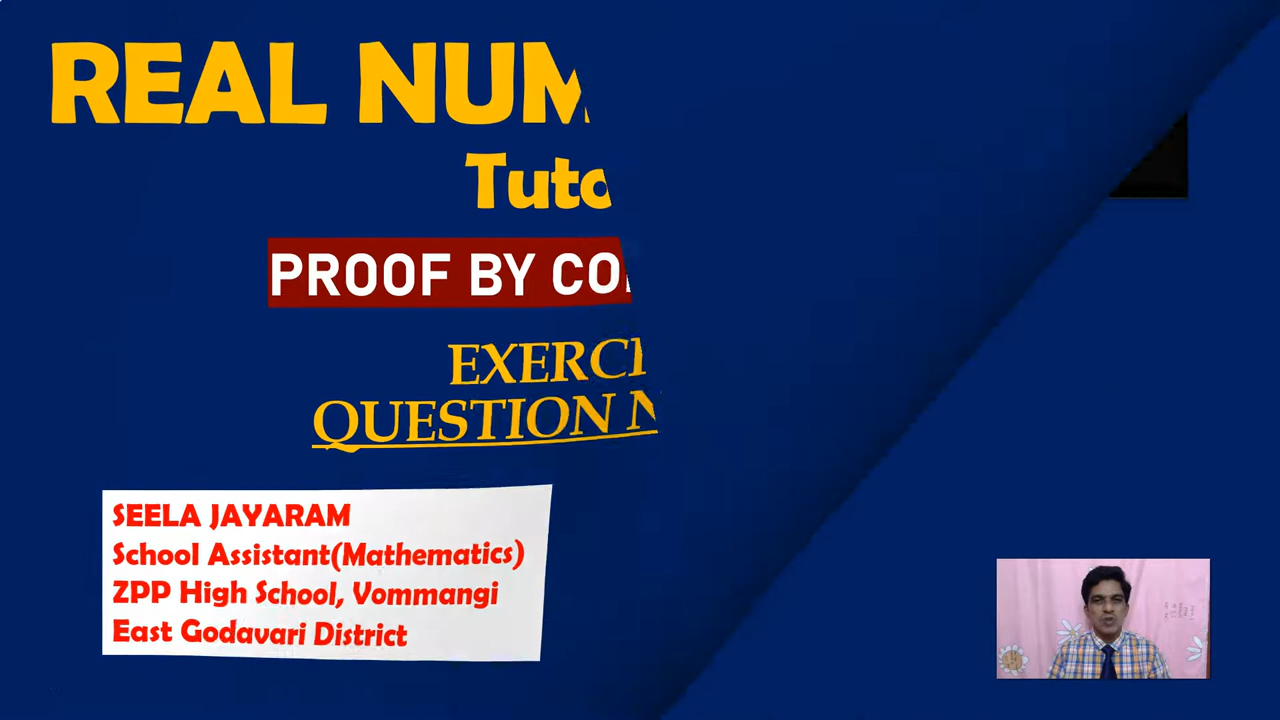 REAL NUM
Tuto
PROOF BY CO
EXERCI
QUESTION N
SEELA JAYARAM
School Assistant(Mathematics)
ZPP High School, Vommangi
East Godavari District